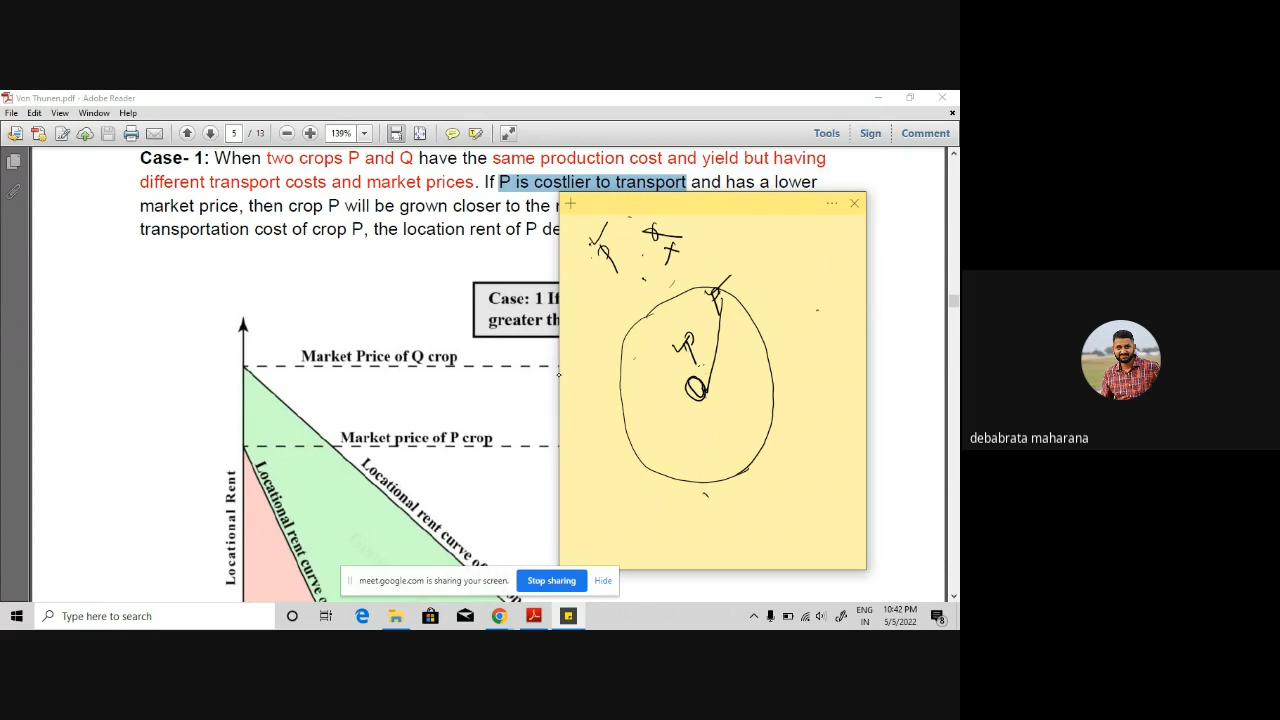 Von Thunen.pdf - Adobe Reader
File Edit View Window Help
5 / 13 139% Tools Sign Comment
Case- 1: When two crops P and Q have the same production cost and yield but having
different transport costs and market prices. If P is costlier to transport and has a lower
market price, then crop P will be grown closer to the
transportation cost of crop P, the location rent of P de
P Q
P
P
Case: 1 If
greater th
Market Price of Q crop
Market price of P crop
Locational Rent
Locational rent curve
Locational rent curve of
meet.google.com is sharing your screen. Stop sharing Hide
Type here to search
ENG
IN
10:42 PM
5/5/2022
8
debabrata maharana